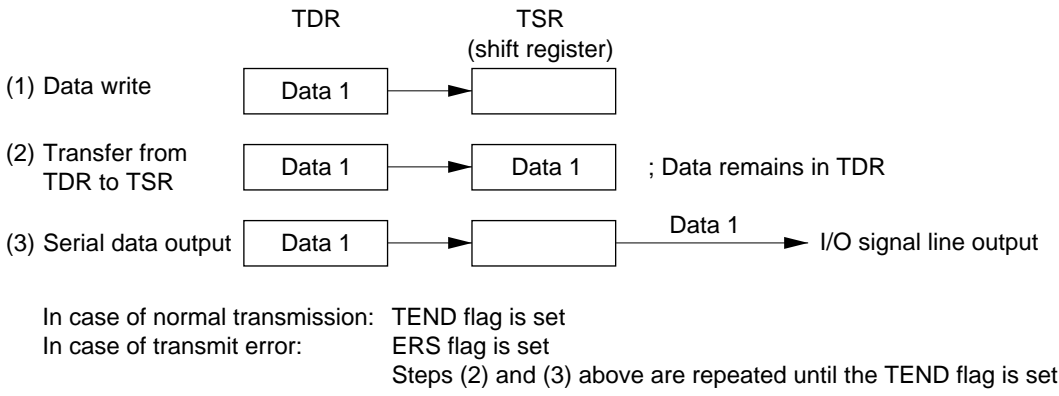 TDR
TSR
(shift register)
(1) Data write
Data 1
(2) Transfer from
TDR to TSR
Data 1
Data 1
; Data remains in TDR
(3) Serial data output
Data 1
Data 1
I/O signal line output
In case of normal transmission: TEND flag is set
In case of transmit error: ERS flag is set
Steps (2) and (3) above are repeated until the TEND flag is set